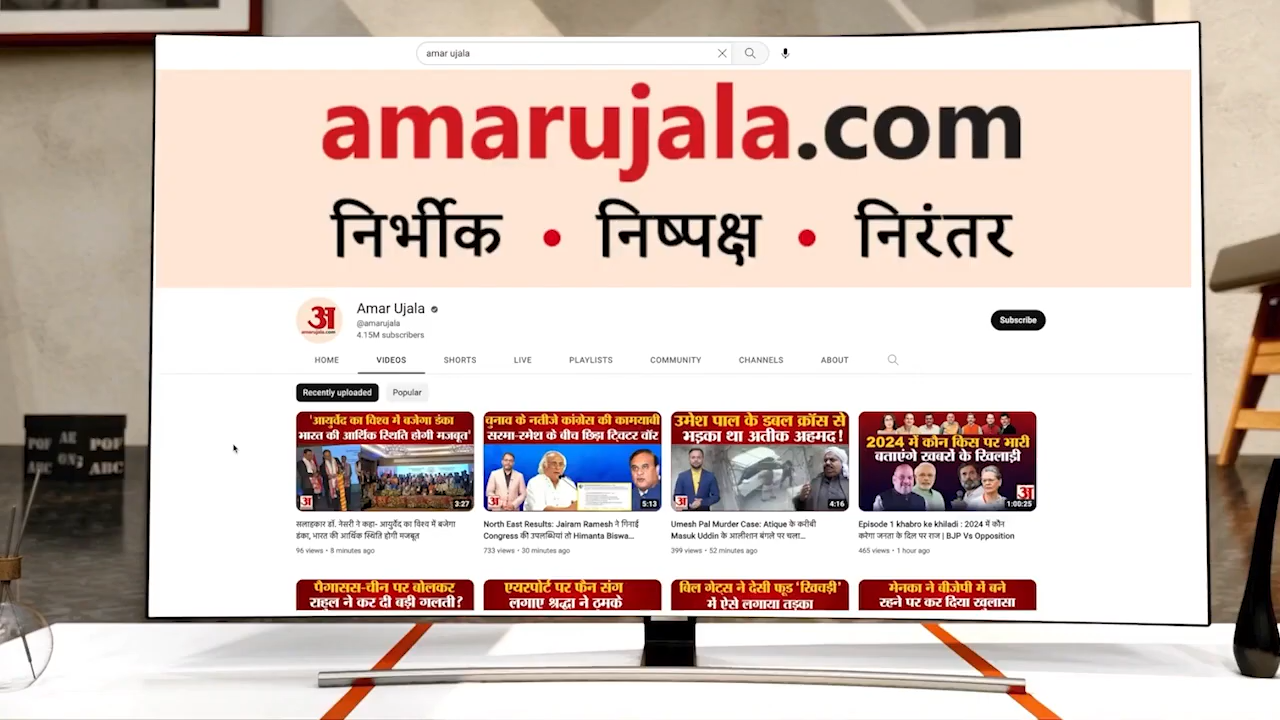 amar ujala
amarujala.com
निर्भीक • निष्पक्ष • निरंतर
अ
amarujala.com
Amar Ujala
@amarujala
4.15M subscribers
Subscribe
HOME VIDEOS SHORTS LIVE PLAYLISTS COMMUNITY CHANNELS ABOUT
Recently uploaded Popular
'आयुर्वेद का विश्व में बजेगा डंका
भारत की आर्थिक स्थिति होगी मजबूत'
अ
3:27
सलाहकार डॉ. नेसरी ने कहा- आयुर्वेद का विश्व में बजेगा
डंका, भारत की आर्थिक स्थिति होगी मजबूत
96 views • 8 minutes ago
चुनाव के नतीजे कांग्रेस की कामयाबी
सरमा-रमेश के बीच छिड़ा ट्विटर वॉर
अ
5:13
North East Results: Jairam Ramesh ने गिनाई
Congress की उपलब्धियां तो Himanta Biswa...
733 views • 30 minutes ago
उमेश पाल के डबल क्रॉस से
भड़का था अतीक अहमद!
अ
4:16
Umesh Pal Murder Case: Atique के करीबी
Masuk Uddin के आलीशान बंगले पर चला...
399 views • 52 minutes ago
2024 में कौन किस पर भारी
बताएंगे खबरों के खिलाड़ी
अ
1:00:25
Episode 1 khabro ke khiladi : 2024 में कौन
करेगा जनता के दिल पर राज | BJP Vs Opposition
465 views • 1 hour ago
पैगासस-चीन पर बोलकर
राहुल ने कर दी बड़ी गलती?
एयरपोर्ट पर फैन संग
लगाए श्रद्धा ने ठुमके
बिल गेट्स ने देसी फूड 'खिचड़ी'
में ऐसे लगाया तड़का
मेनका ने बीजेपी में बने
रहने पर कर दिया खुलासा